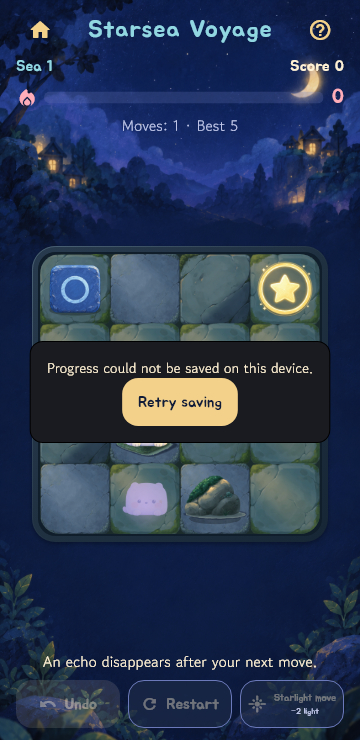 Starsea Voyage
Sea 1
Score 0
0
Moves: 1 · Best 5
Progress could not be saved on this device.
Retry saving
An echo disappears after your next move.
Undo
Restart
Starlight move
−2 light